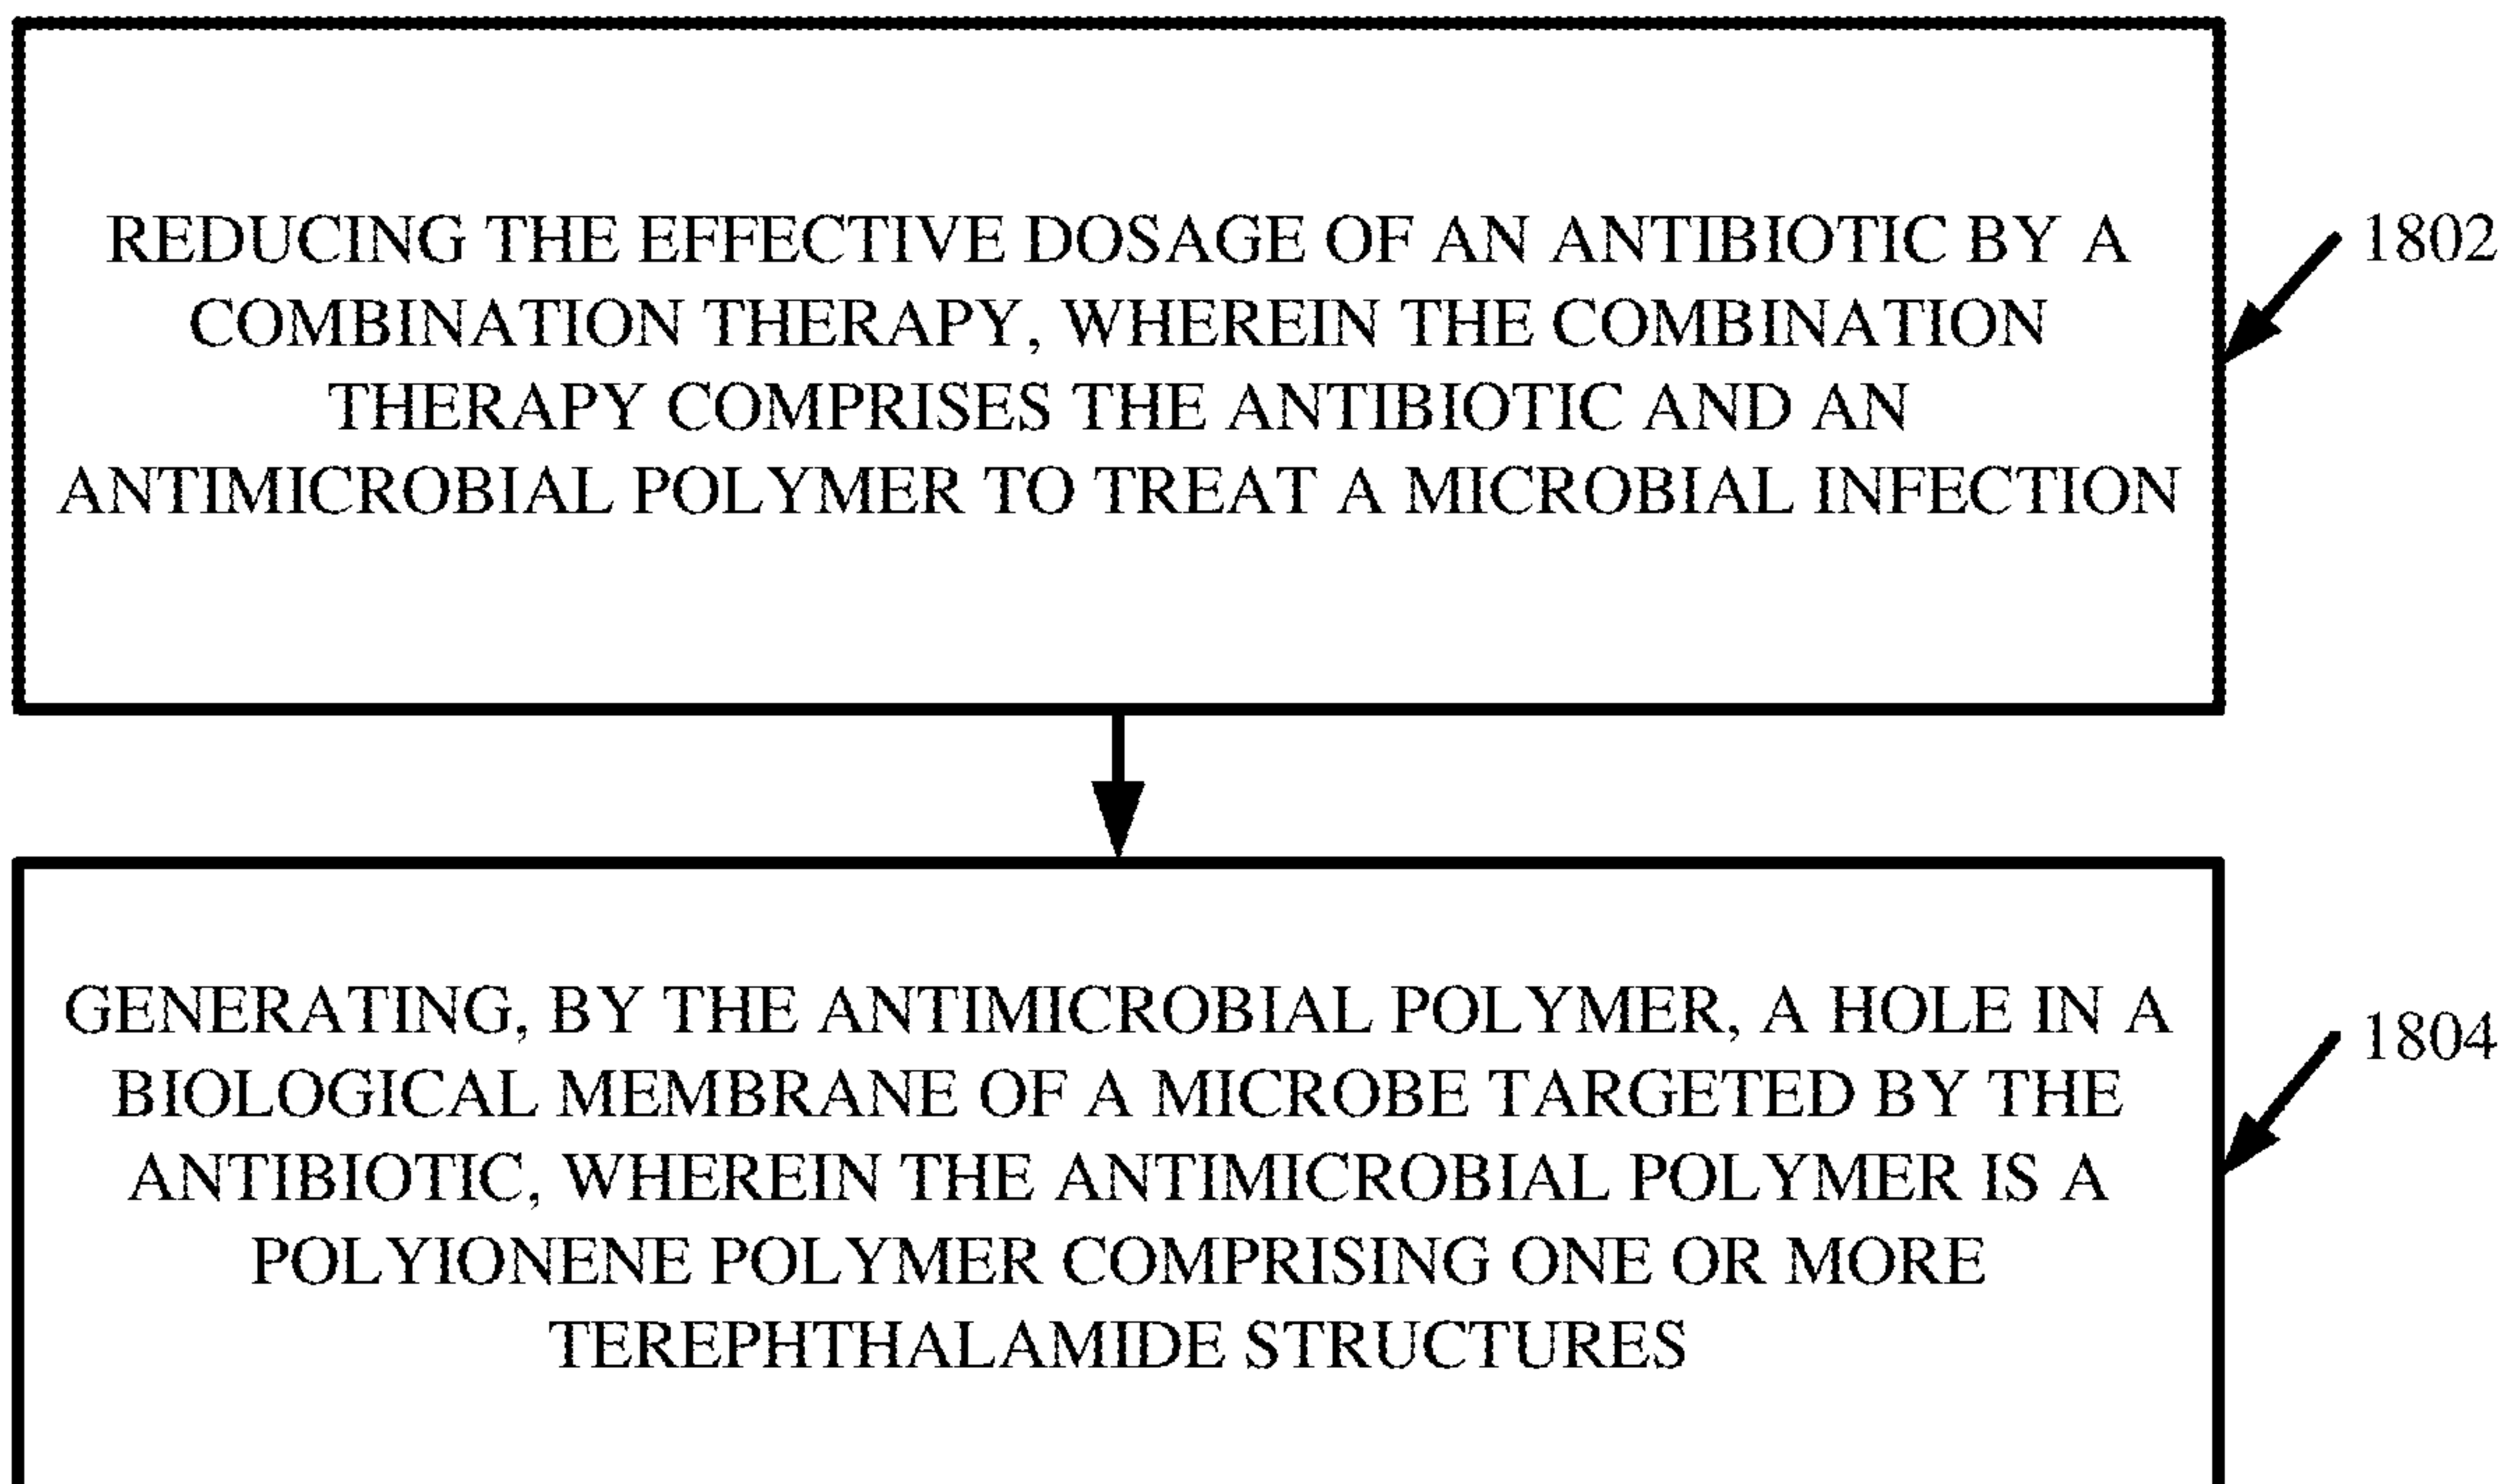 REDUCING THE EFFECTIVE DOSAGE OF AN ANTIBIOTIC BY A
COMBINATION THERAPY, WHEREIN THE COMBINATION
THERAPY COMPRISES THE ANTIBIOTIC AND AN
ANTIMICROBIAL POLYMER TO TREAT A MICROBIAL INFECTION
1802
GENERATING, BY THE ANTIMICROBIAL POLYMER, A HOLE IN A
BIOLOGICAL MEMBRANE OF A MICROBE TARGETED BY THE
ANTIBIOTIC, WHEREIN THE ANTIMICROBIAL POLYMER IS A
POLYIONENE POLYMER COMPRISING ONE OR MORE
TEREPHTHALAMIDE STRUCTURES
1804